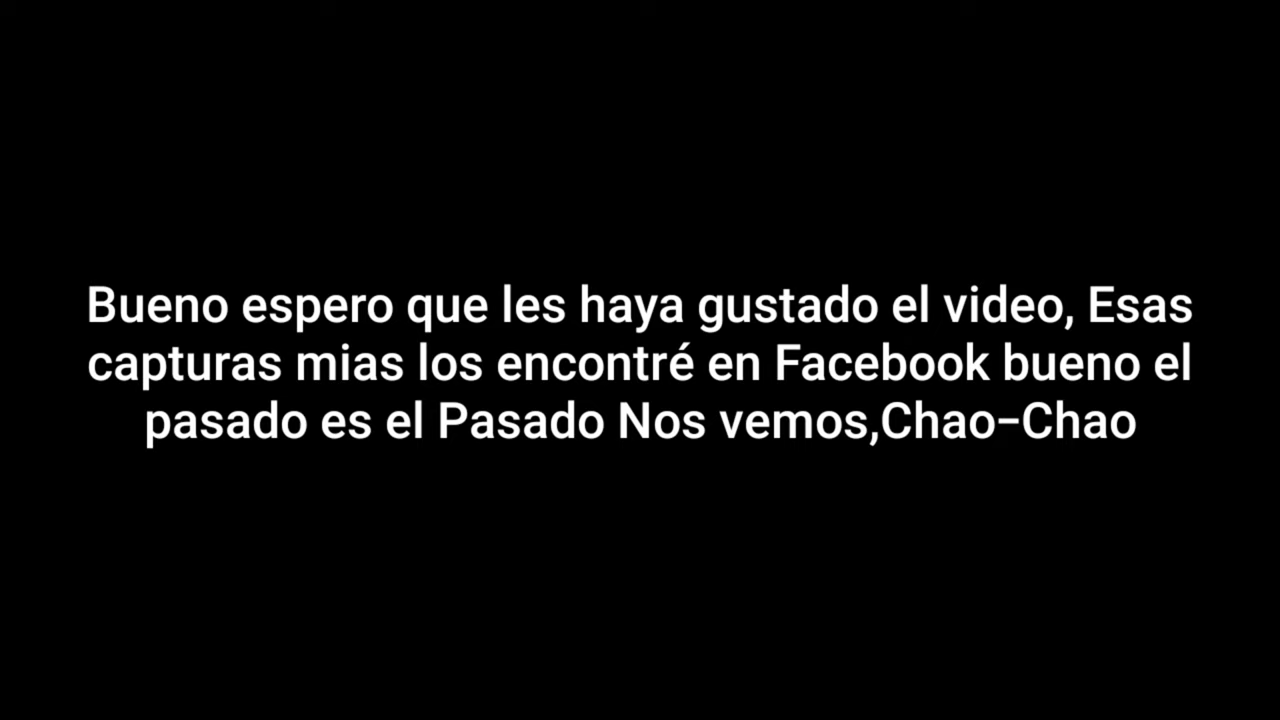 Bueno espero que les haya gustado el video, Esas
capturas mias los encontré en Facebook bueno el
pasado es el Pasado Nos vemos,Chao-Chao